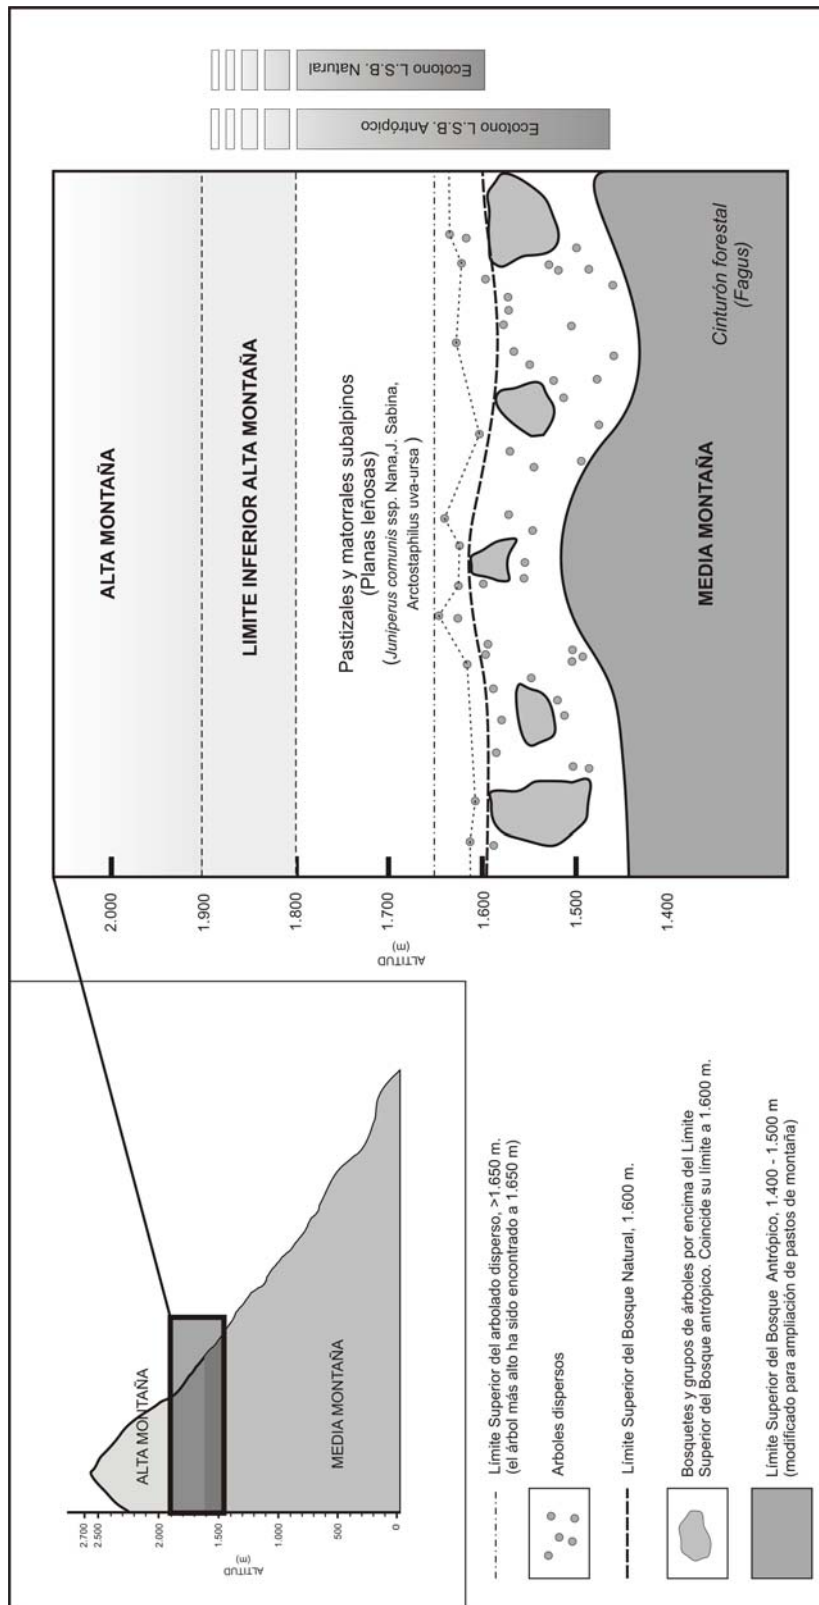 2.700
2.500
2.000
1.500
1.000
500
0
ALTITUD
(m)
ALTA MONTAÑA
MEDIA MONTAÑA
Límite Superior del arbolado disperso, >1.650 m.
(el árbol más alto ha sido encontrado a 1.650 m)
Arboles dispersos
Límite Superior del Bosque Natural, 1.600 m.
Bosquetes y grupos de árboles por encima del Límite
Superior del Bosque antrópico. Coincide su límite a 1.600 m.
Límite Superior del Bosque Antrópico, 1.400 - 1.500 m
(modificado para ampliación de pastos de montaña)
2.000
1.900
1.800
1.700
1.600
1.500
1.400
ALTITUD
(m)
ALTA MONTAÑA
LIMITE INFERIOR ALTA MONTAÑA
Pastizales y matorrales subalpinos
(Planas leñosas)
(Juniperus comunis ssp. Nana,J. Sabina,
Arctostaphilus uva-ursa )
MEDIA MONTAÑA
Cinturón forestal
(Fagus)
Ecotono L.S.B. Natural
Ecotono L.S.B. Antrópico